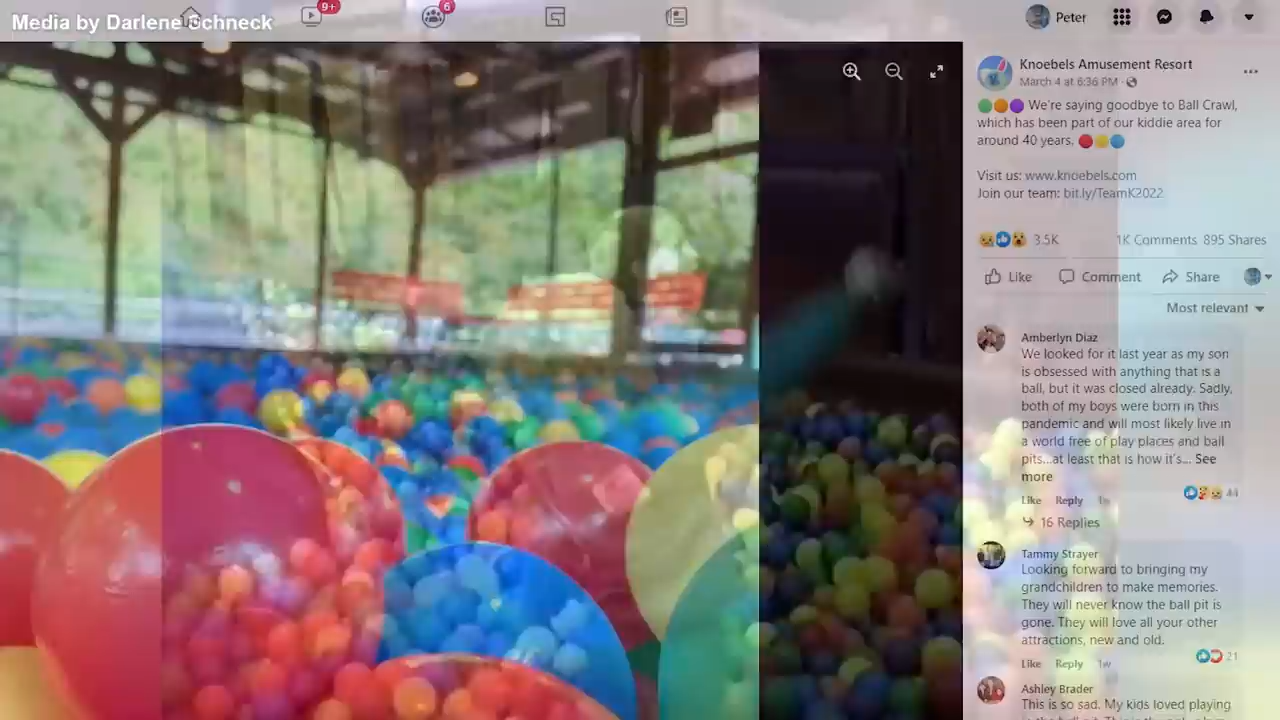 Media by Darlene Schneck
9+
6
Peter
Knoebels Amusement Resort
March 4 at 6:36 PM ·
We're saying goodbye to Ball Crawl,
which has been part of our kiddie area for
around 40 years.
Visit us: www.knoebels.com
Join our team: bit.ly/TeamK2022
3.5K
1K Comments 895 Shares
Like Comment Share
Most relevant
Amberlyn Diaz
We looked for it last year as my son
is obsessed with anything that is a
ball, but it was closed already. Sadly,
both of my boys were born in this
pandemic and will most likely live in
a world free of play places and ball
pits...at least that is how it's... See
more
Like Reply 1w
44
16 Replies
Tammy Strayer
Looking forward to bringing my
grandchildren to make memories.
They will never know the ball pit is
gone. They will love all your other
attractions, new and old.
Like Reply 1w
21
Ashley Brader
This is so sad. My kids loved playing